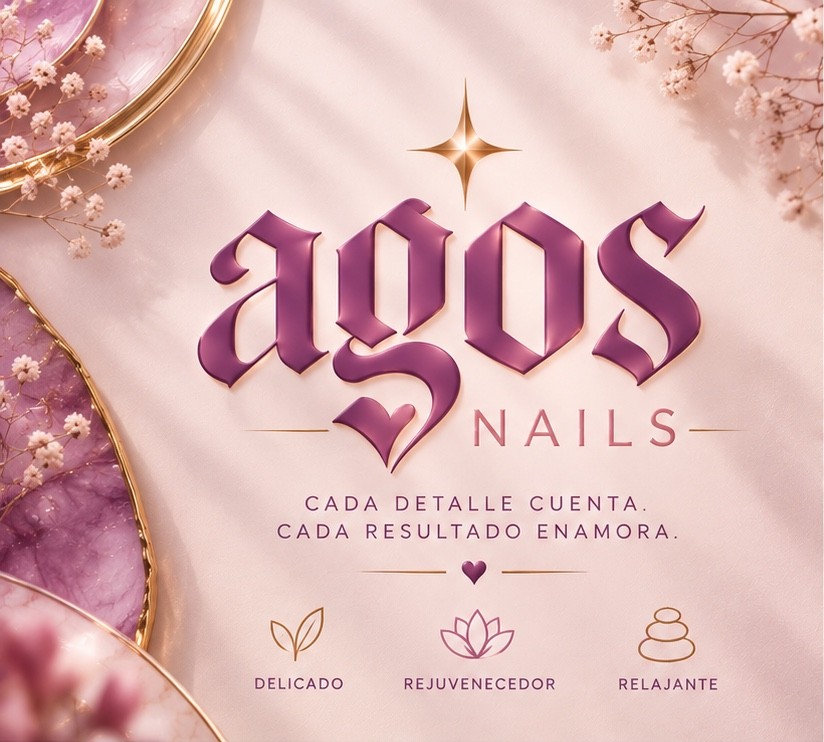 agos
NAILS
CADA DETALLE CUENTA.
CADA RESULTADO ENAMORA.
DELICADO
REJUVENECEDOR
RELAJANTE